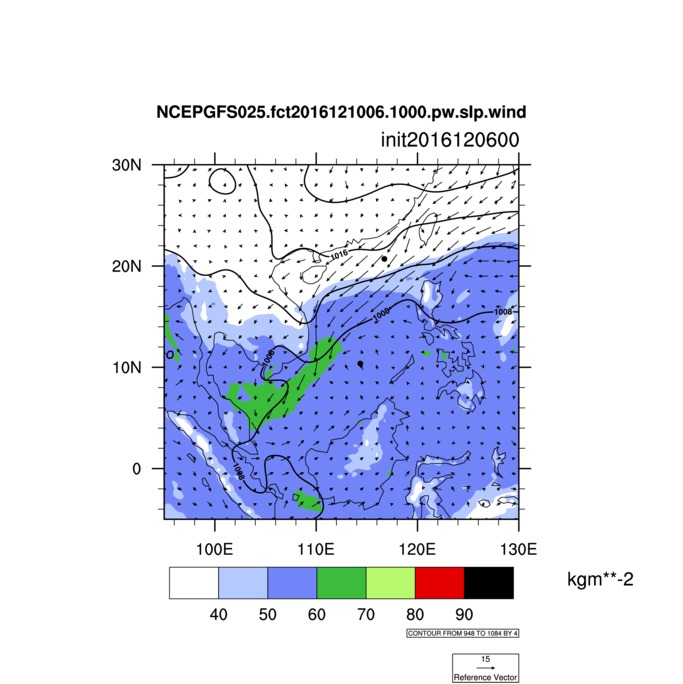 NCEPGFS025.fct2016121006.1000.pw.slp.wind
init2016120600
30N
20N
10N
0
100E 110E 120E 130E
1016
1008
1008
1008
1008
kgm**-2
40 50 60 70 80 90
CONTOUR FROM 948 TO 1084 BY 4
15
Reference Vector